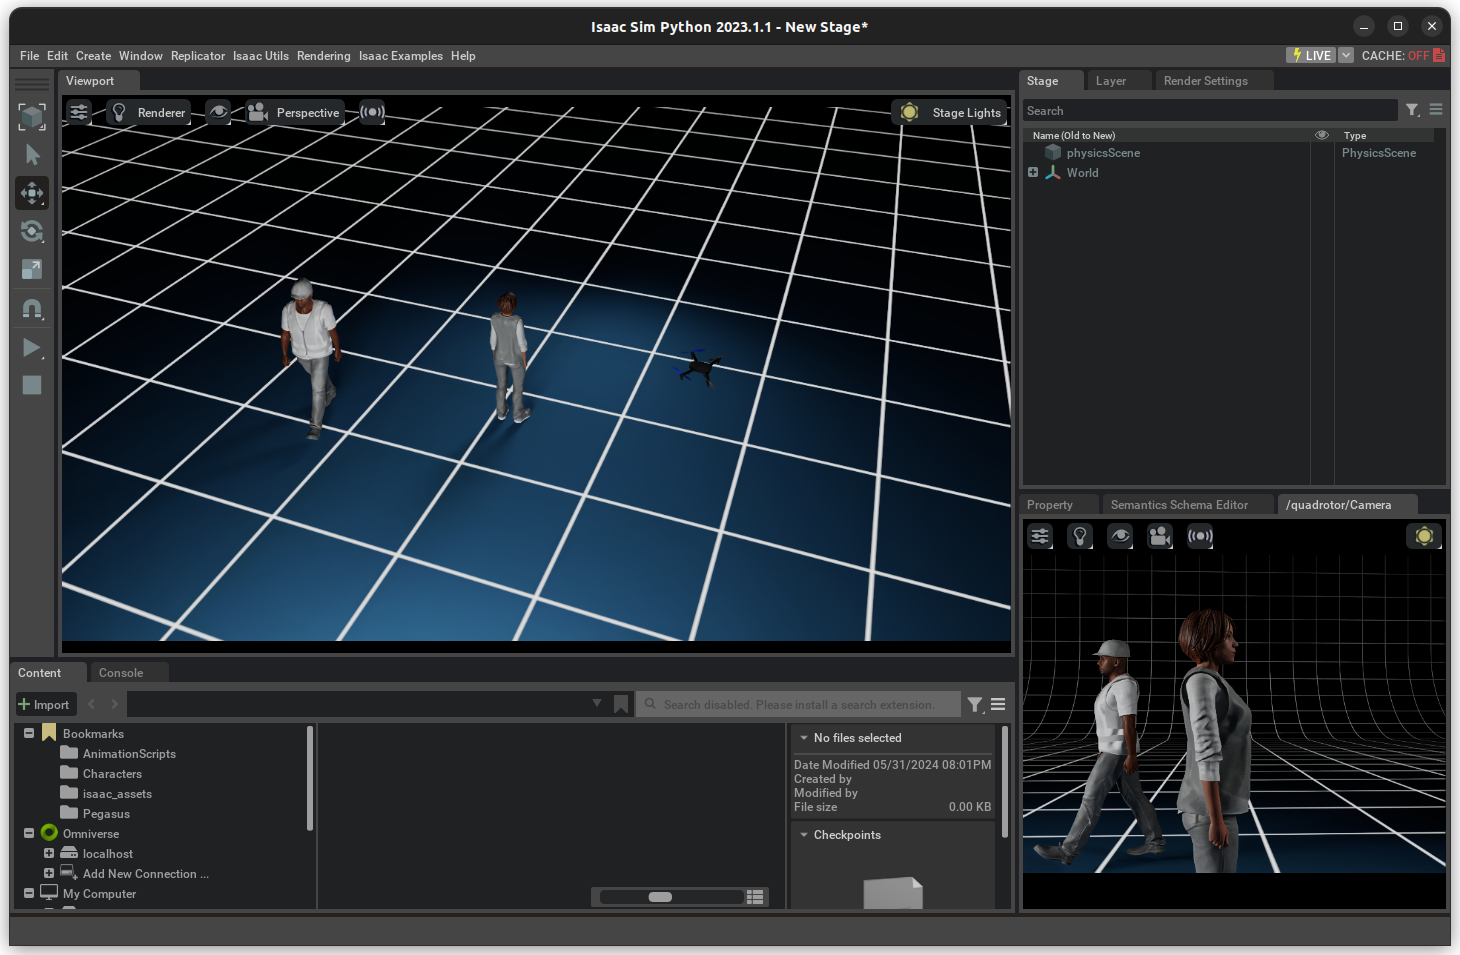 Isaac Sim Python 2023.1.1 - New Stage*
File Edit Create Window Replicator Isaac Utils Rendering Isaac Examples Help
LIVE CACHE: OFF
Viewport
Renderer Perspective Stage Lights
Stage Layer Render Settings
Search
Name (Old to New) Type
physicsScene PhysicsScene
World
Property Semantics Schema Editor /quadrotor/Camera
Content Console
Import
Search disabled. Please install a search extension.
Bookmarks
AnimationScripts
Characters
isaac_assets
Pegasus
Omniverse
localhost
Add New Connection ...
My Computer
No files selected
Date Modified 05/31/2024 08:01PM
Created by
Modified by
File size 0.00 KB
Checkpoints